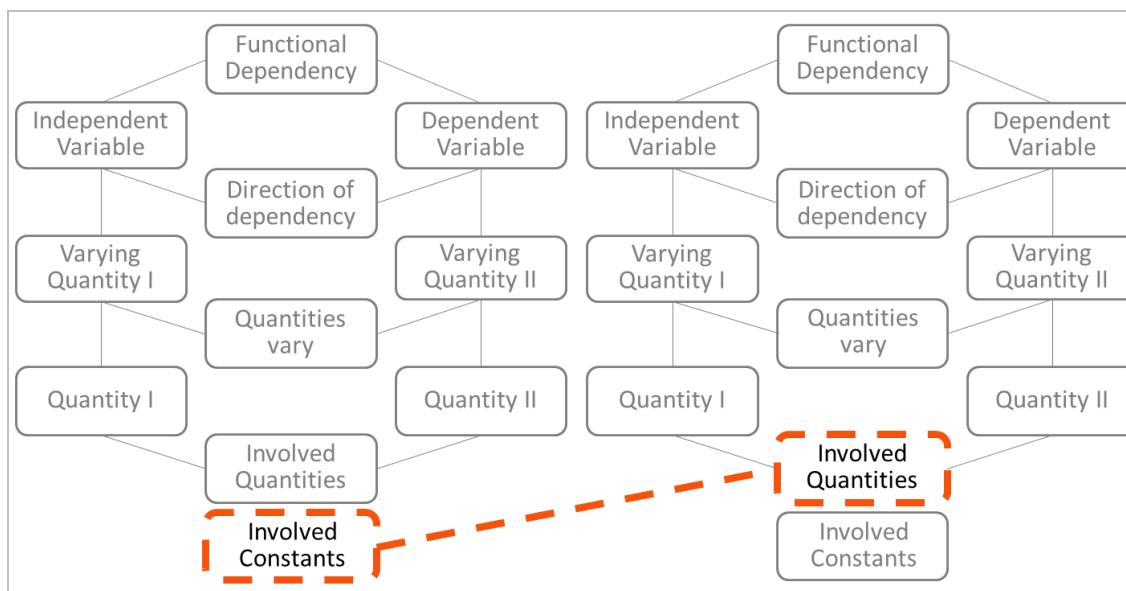 Functional
Dependency
Independent
Variable
Dependent
Variable
Direction of
dependency
Varying
Quantity I
Varying
Quantity II
Quantities
vary
Quantity I
Quantity II
Involved
Quantities
Involved
Constants
Functional
Dependency
Independent
Variable
Dependent
Variable
Direction of
dependency
Varying
Quantity I
Varying
Quantity II
Quantities
vary
Quantity I
Quantity II
Involved
Quantities
Involved
Constants